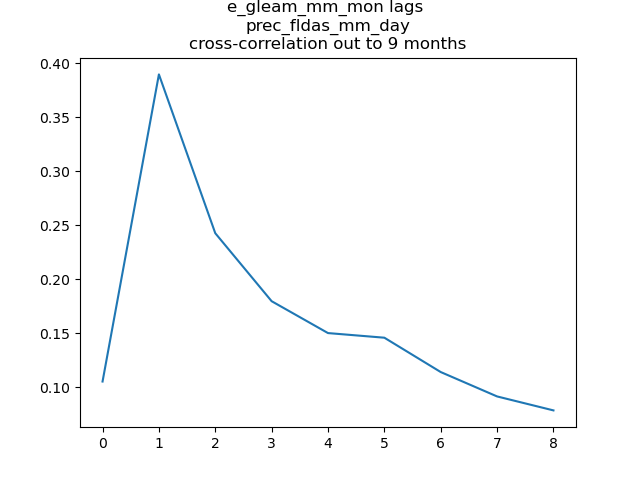 e_gleam_mm_mon lags
prec_fldas_mm_day
cross-correlation out to 9 months
0.40
0.35
0.30
0.25
0.20
0.15
0.10
0 1 2 3 4 5 6 7 8